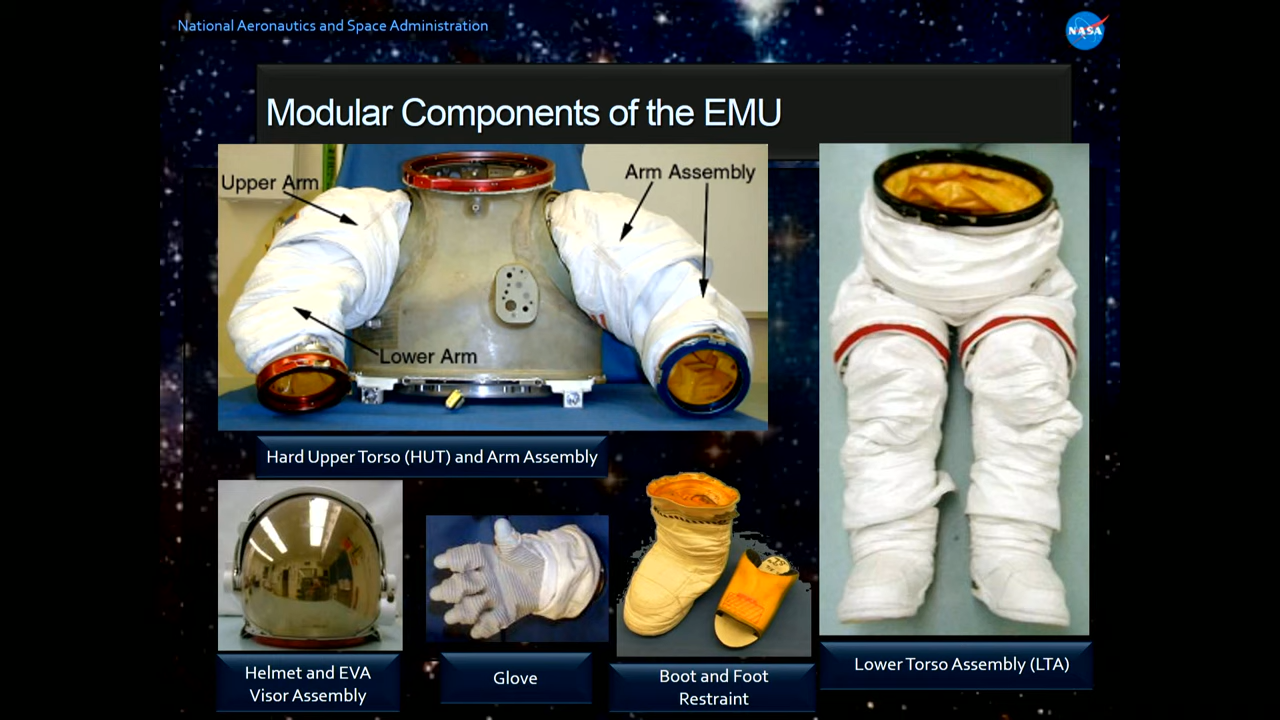 National Aeronautics and Space Administration
NASA
Modular Components of the EMU
Upper Arm
Arm Assembly
Lower Arm
Hard Upper Torso (HUT) and Arm Assembly
Helmet and EVA
Visor Assembly
Glove
Boot and Foot
Restraint
Lower Torso Assembly (LTA)